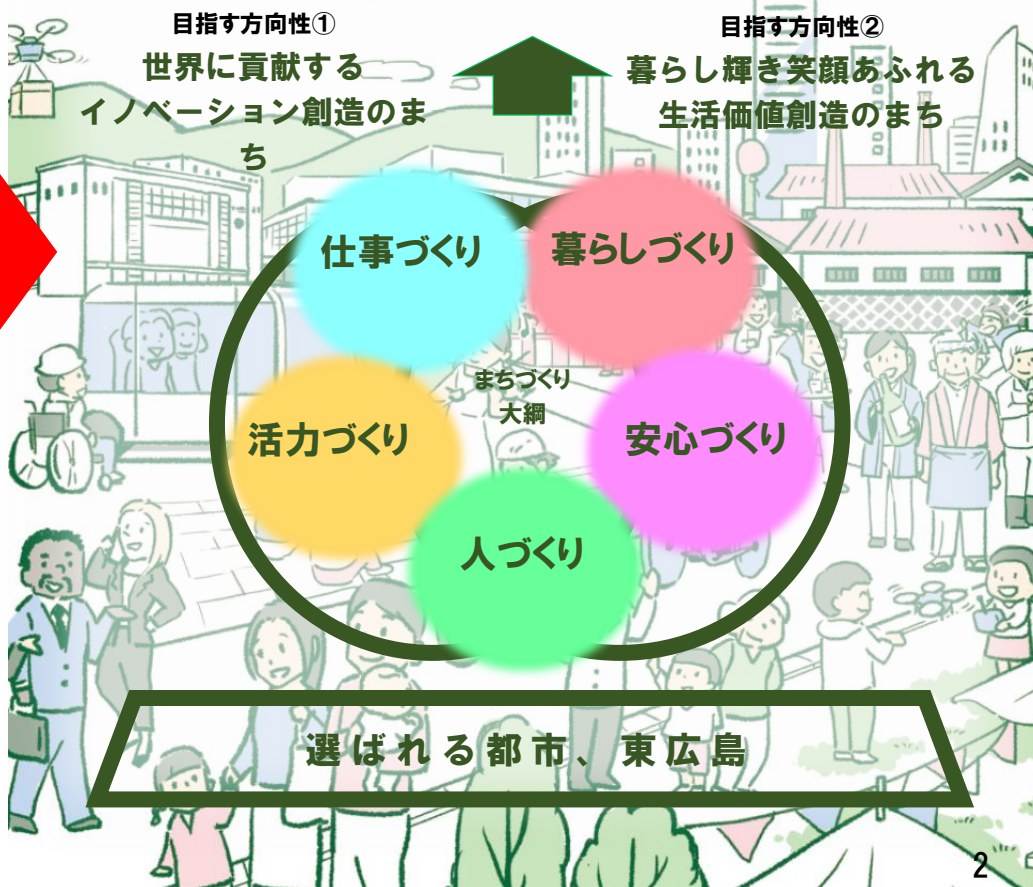 目指す方向性①
世界に貢献する
イノベーション創造のま
ち
目指す方向性②
暮らし輝き笑顔あふれる
生活価値創造のまち
仕事づくり
暮らしづくり
まちづくり
大綱
活力づくり
安心づくり
人づくり
選ばれる都市、東広島
2